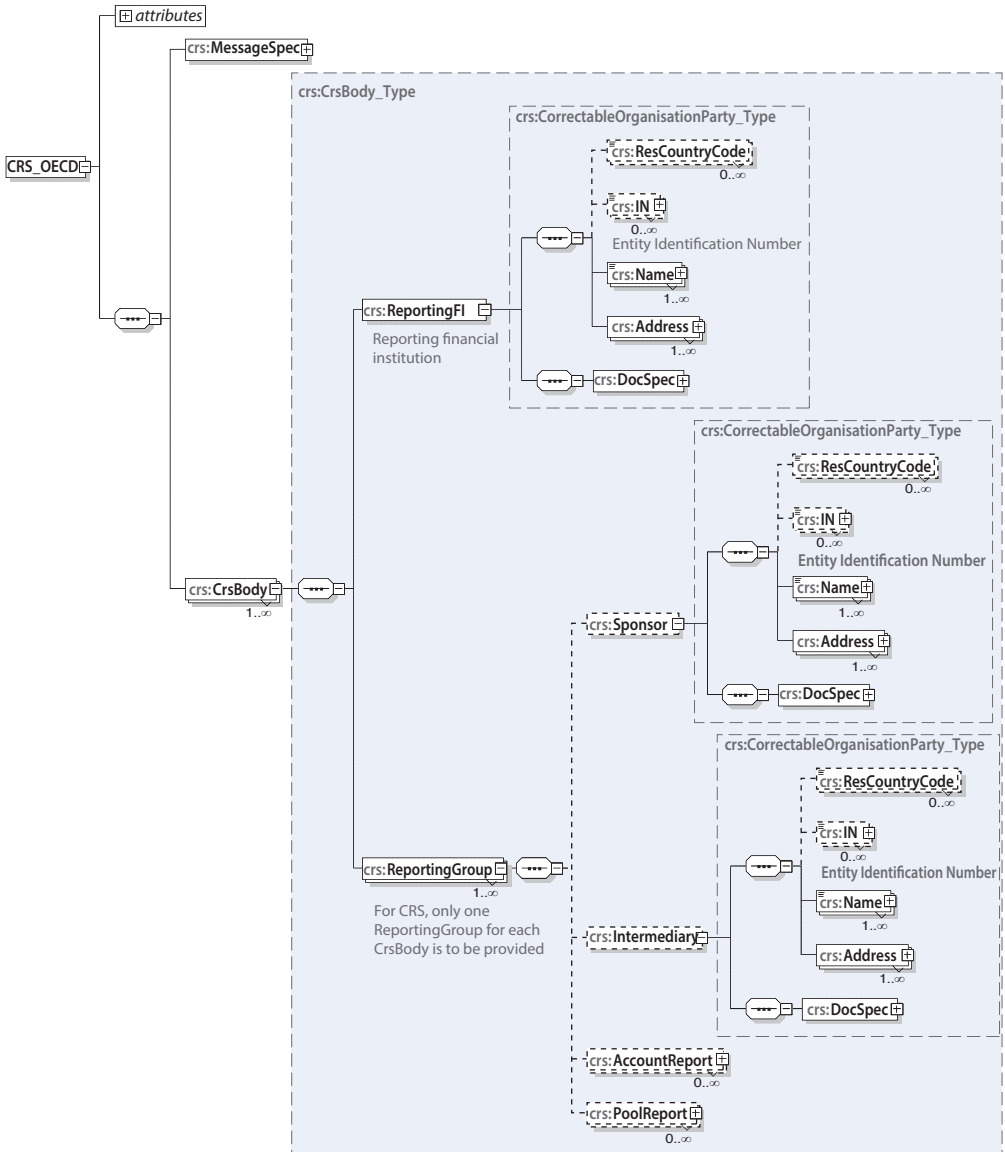 attributes
crs:MessageSpec
crs:CrsBody_Type
crs:CorrectableOrganisationParty_Type
crs:ResCountryCode
0..∞
CRS_OECD
crs:IN
0..∞
Entity Identification Number
crs:Name
1..∞
crs:ReportingFI
crs:Address
1..∞
Reporting financial
institution
crs:DocSpec
crs:CorrectableOrganisationParty_Type
crs:ResCountryCode
0..∞
crs:IN
0..∞
Entity Identification Number
crs:CrsBody
1..∞
crs:Name
1..∞
crs:Sponsor
crs:Address
1..∞
crs:DocSpec
crs:CorrectableOrganisationParty_Type
crs:ResCountryCode
0..∞
crs:IN
0..∞
Entity Identification Number
crs:ReportingGroup
1..∞
For CRS, only one
ReportingGroup for each
CrsBody is to be provided
crs:Name
1..∞
crs:Intermediary
crs:Address
1..∞
crs:DocSpec
crs:AccountReport
0..∞
crs:PoolReport
0..∞